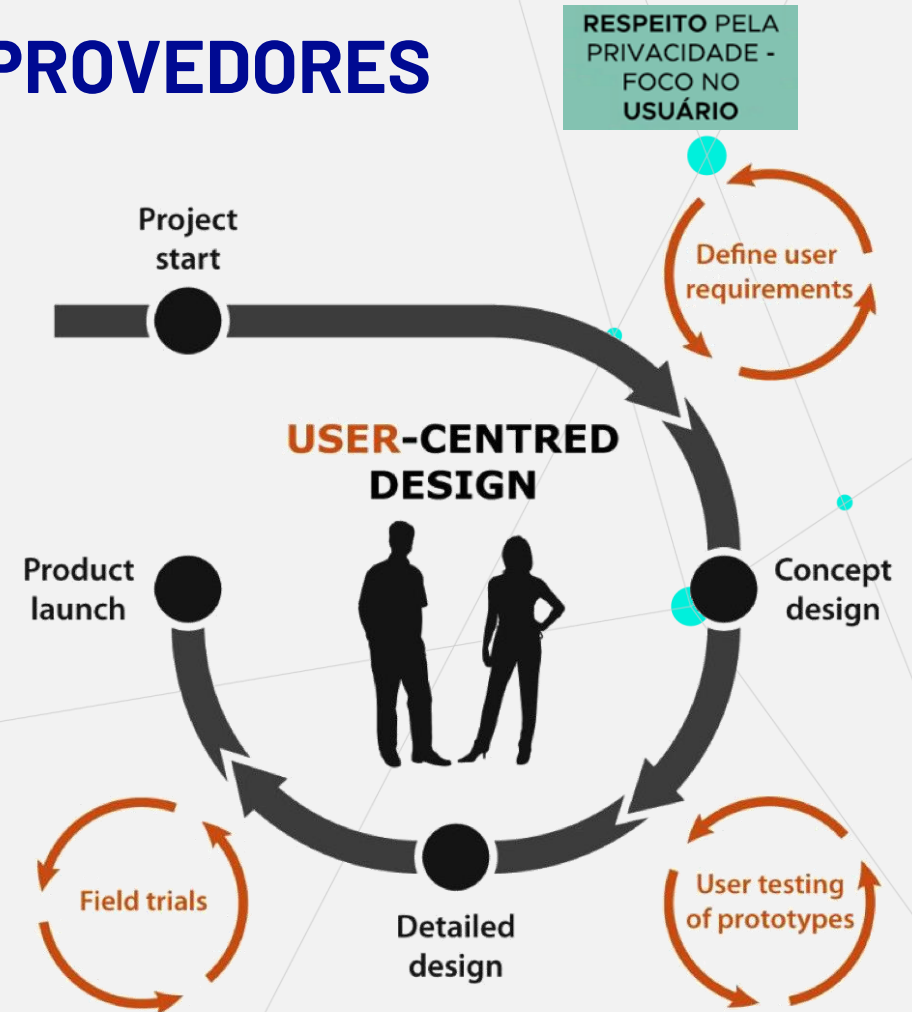 PROVEDORES
RESPEITO PELA
PRIVACIDADE -
FOCO NO
USUÁRIO
Project
start
Define user
requirements
USER-CENTRED
DESIGN
Product
launch
Concept
design
Field trials
Detailed
design
User testing
of prototypes